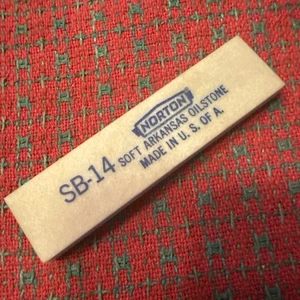 NORTON
SB-14 SOFT ARKANSAS OILSTONE
MADE IN U. S. OF A.